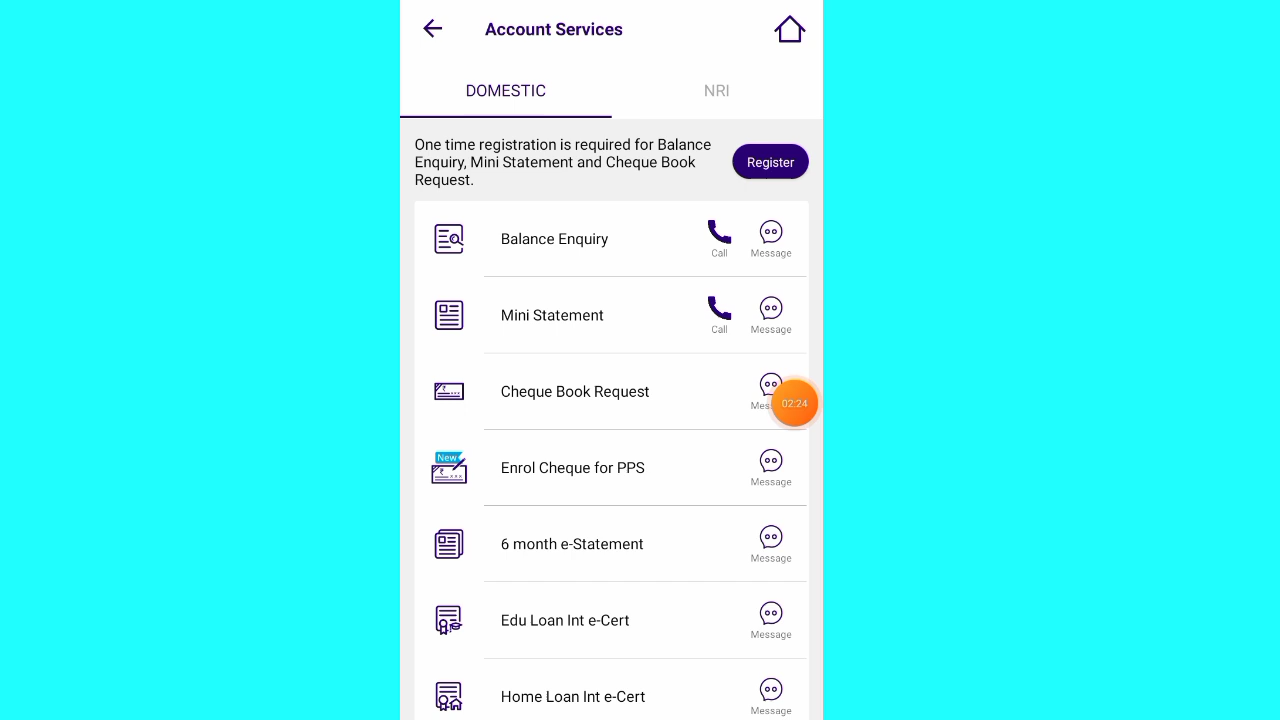 Account Services
DOMESTIC
NRI
One time registration is required for Balance
Enquiry, Mini Statement and Cheque Book
Request.
Register
Balance Enquiry
Call
Message
Mini Statement
Call
Message
Cheque Book Request
02:24
New
Enrol Cheque for PPS
Message
6 month e-Statement
Message
Edu Loan Int e-Cert
Message
Home Loan Int e-Cert
Message